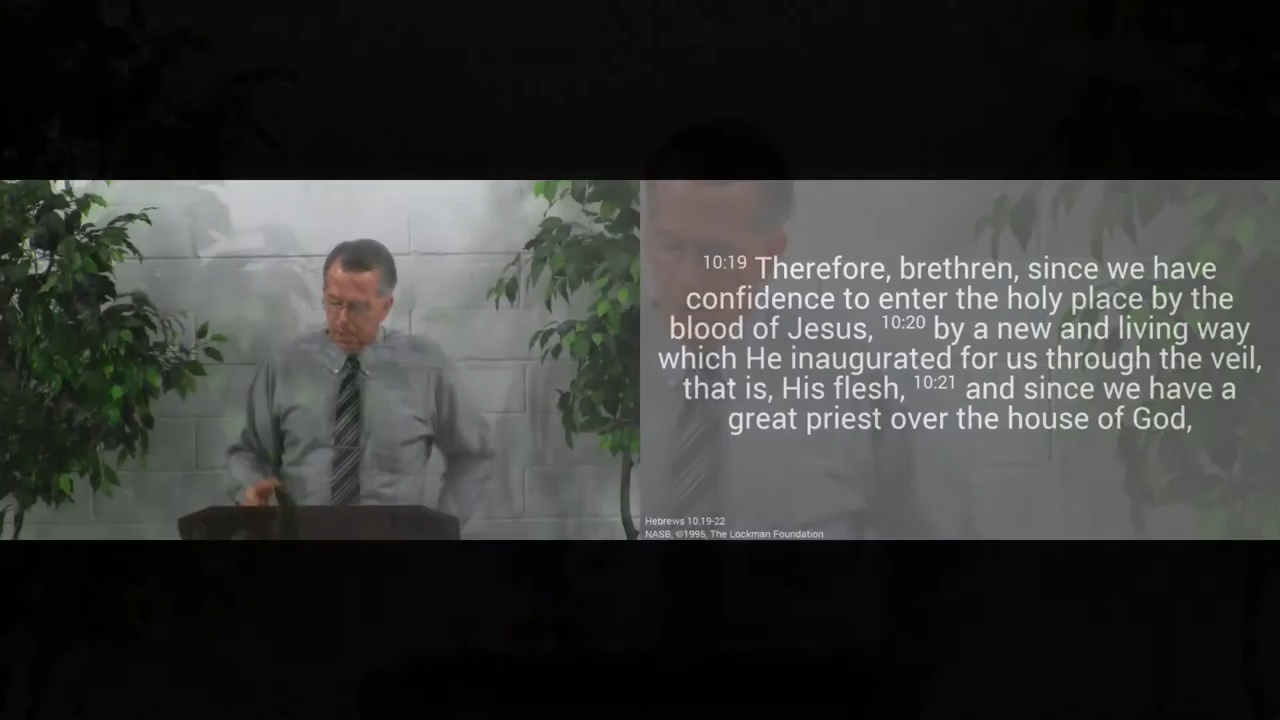 10:19 Therefore, brethren, since we have
confidence to enter the holy place by the
blood of Jesus, 10:20 by a new and living way
which He inaugurated for us through the veil,
that is, His flesh, 10:21 and since we have a
great priest over the house of God,
Hebrews 10:19-22
NASB, ©1995, The Lockman Foundation